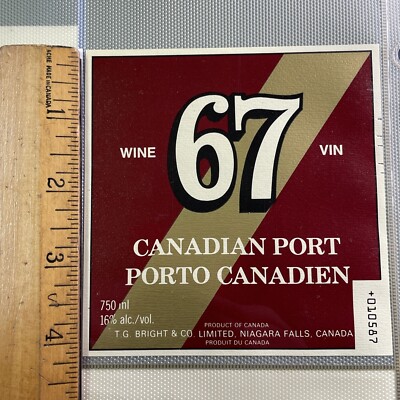 ACME MADE IN CANADA
1
2
3
4
WINE
67
VIN
CANADIAN PORT
PORTO CANADIEN
750 ml
16% alc./vol.
PRODUCT OF CANADA
T.G. BRIGHT & CO. LIMITED, NIAGARA FALLS, CANADA
PRODUIT DU CANADA
+010587